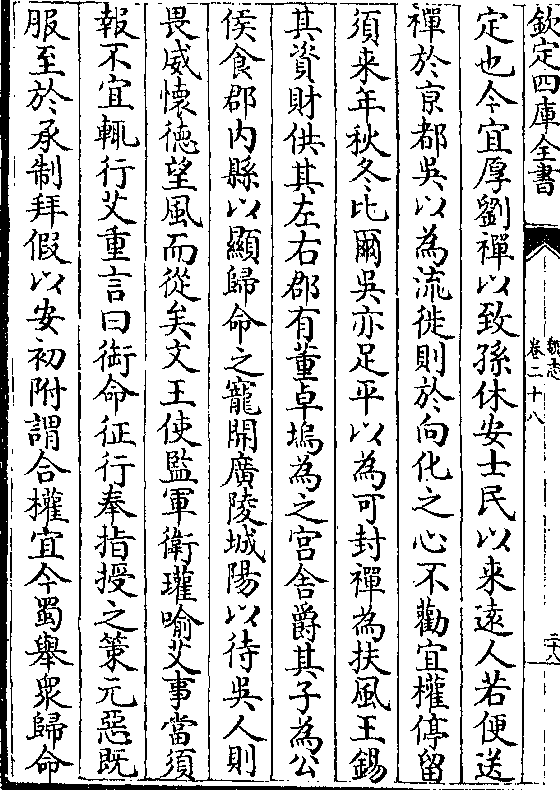 欽定四庫全書
魏志
卷二十八
二十八
定也今宜厚劉禪以致孫休安士民以来遠人若便送
禪於京都吳以為流徙則於向化之心不勸宜權停留
須来年秋冬比爾吳亦足平以為可封禪為扶風王錫
其資財供其左右郡有董卓塢為之宮舍爵其子為公
侯食郡内縣以顯歸命之寵開廣陵城陽以待吳人則
畏威懷徳望風而從矣文王使監軍衛瓘喻艾事當須
報不宜輒行艾重言曰銜命征行奉指授之策元惡既
服至於承制拜假以安初附謂合權宜今蜀舉衆歸命